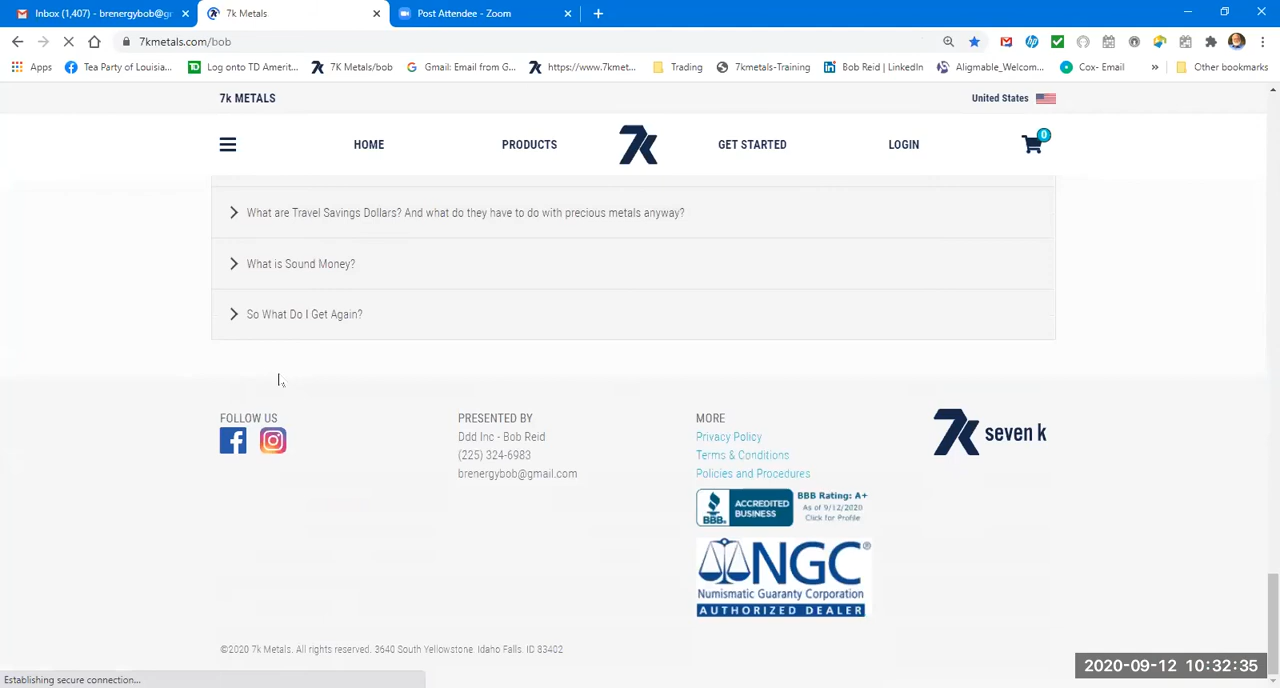 Inbox (1,407) - brenergybob@gr
7k Metals
Post Attendee - Zoom
7kmetals.com/bob
Apps
Tea Party of Louisia...
Log onto TD Amerit...
7K Metals/bob
Gmail: Email from G...
https://www.7kmet...
Trading
7kmetals-Training
Bob Reid | LinkedIn
Aligmable_Welcom...
Cox- Email
»
Other bookmarks
7k METALS
United States
HOME
PRODUCTS
7k
GET STARTED
LOGIN
0
What are Travel Savings Dollars? And what do they have to do with precious metals anyway?
What is Sound Money?
So What Do I Get Again?
FOLLOW US
PRESENTED BY
Ddd Inc - Bob Reid
(225) 324-6983
brenergybob@gmail.com
MORE
Privacy Policy
Terms & Conditions
Policies and Procedures
BBB.
ACCREDITED
BUSINESS
BBB Rating: A+
As of 9/12/2020
Click for Profile
NGC®
Numismatic Guaranty Corporation
AUTHORIZED DEALER
7k seven k
©2020 7k Metals. All rights reserved. 3640 South Yellowstone. Idaho Falls. ID 83402
Establishing secure connection...
2020-09-12 10:32:35